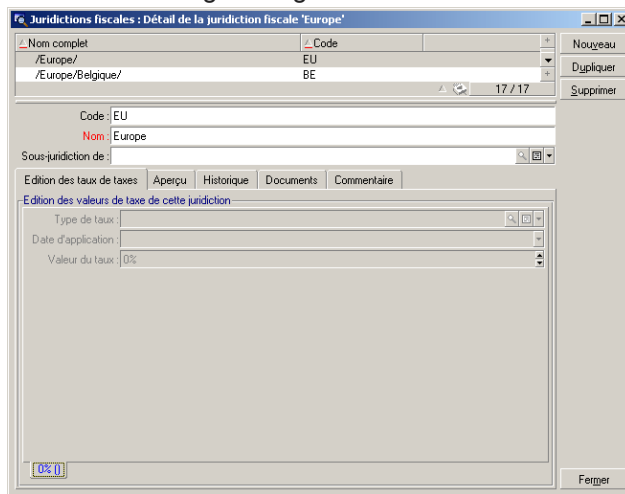 Juridictions fiscales : Détail de la juridiction fiscale 'Europe'
Nom complet Code
/Europe/ EU
/Europe/Belgique/ BE
17 / 17
Nouveau
Dupliquer
Supprimer
Code : EU
Nom : Europe
Sous-juridiction de :
Edition des taux de taxes Aperçu Historique Documents Commentaire
Edition des valeurs de taxe de cette juridiction
Type de taux :
Date d'application :
Valeur du taux : 0%
0% ()
Fermer